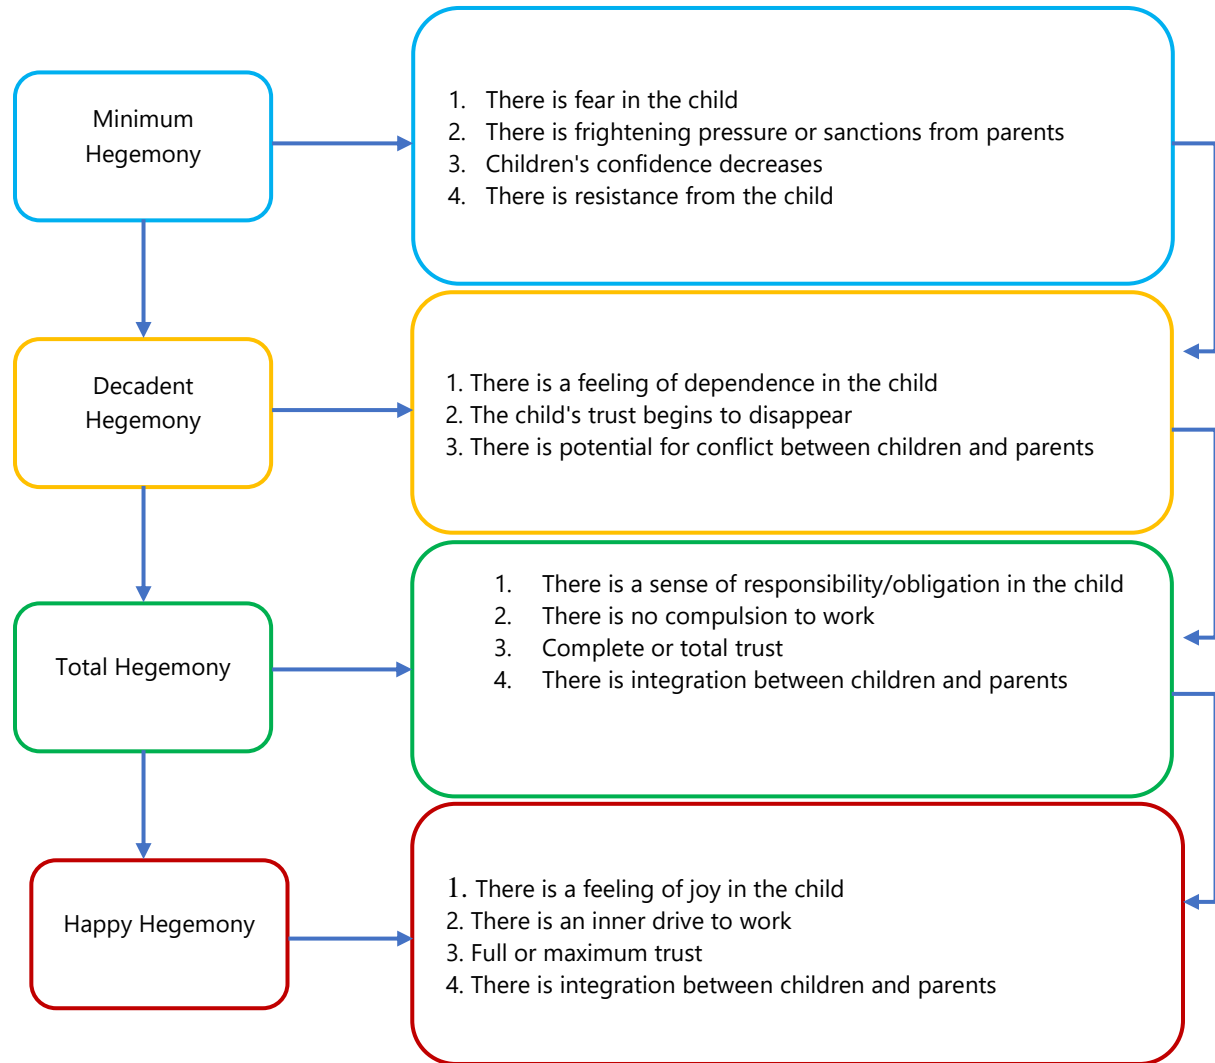 Minimum
Hegemony
1. There is fear in the child
2. There is frightening pressure or sanctions from parents
3. Children's confidence decreases
4. There is resistance from the child
Decadent
Hegemony
1. There is a feeling of dependence in the child
2. The child's trust begins to disappear
3. There is potential for conflict between children and parents
Total Hegemony
1. There is a sense of responsibility/obligation in the child
2. There is no compulsion to work
3. Complete or total trust
4. There is integration between children and parents
Happy Hegemony
1. There is a feeling of joy in the child
2. There is an inner drive to work
3. Full or maximum trust
4. There is integration between children and parents